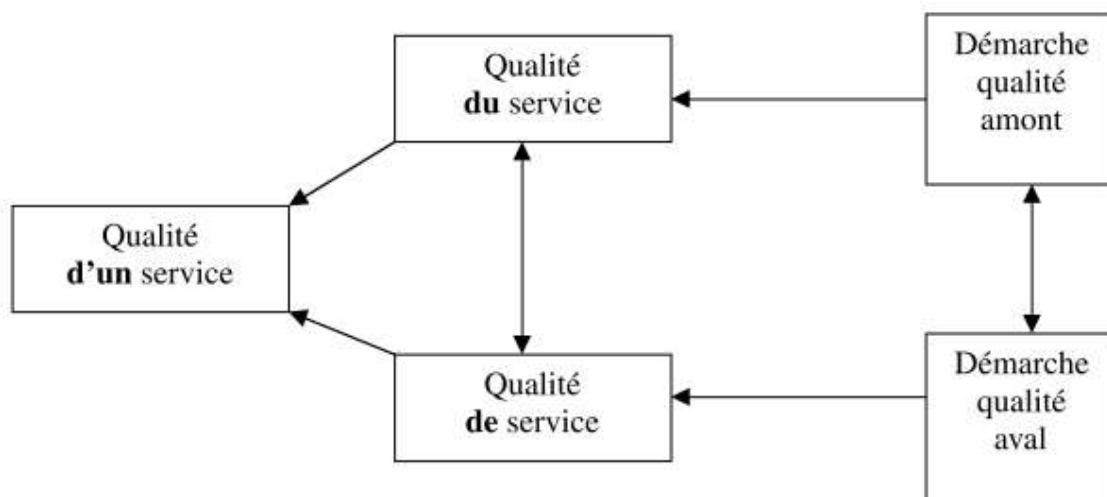 Qualité
du service
Démarche
qualité
amont
Qualité
d’un service
Qualité
de service
Démarche
qualité
aval